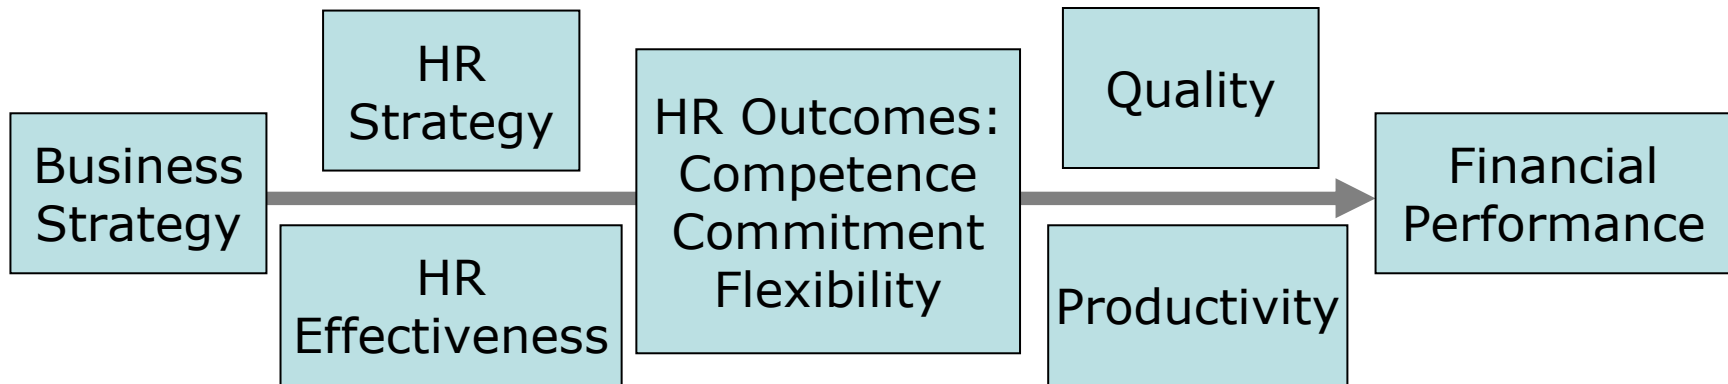 Business
Strategy
HR
Strategy
HR
Effectiveness
HR Outcomes:
Competence
Commitment
Flexibility
Quality
Productivity
Financial
Performance